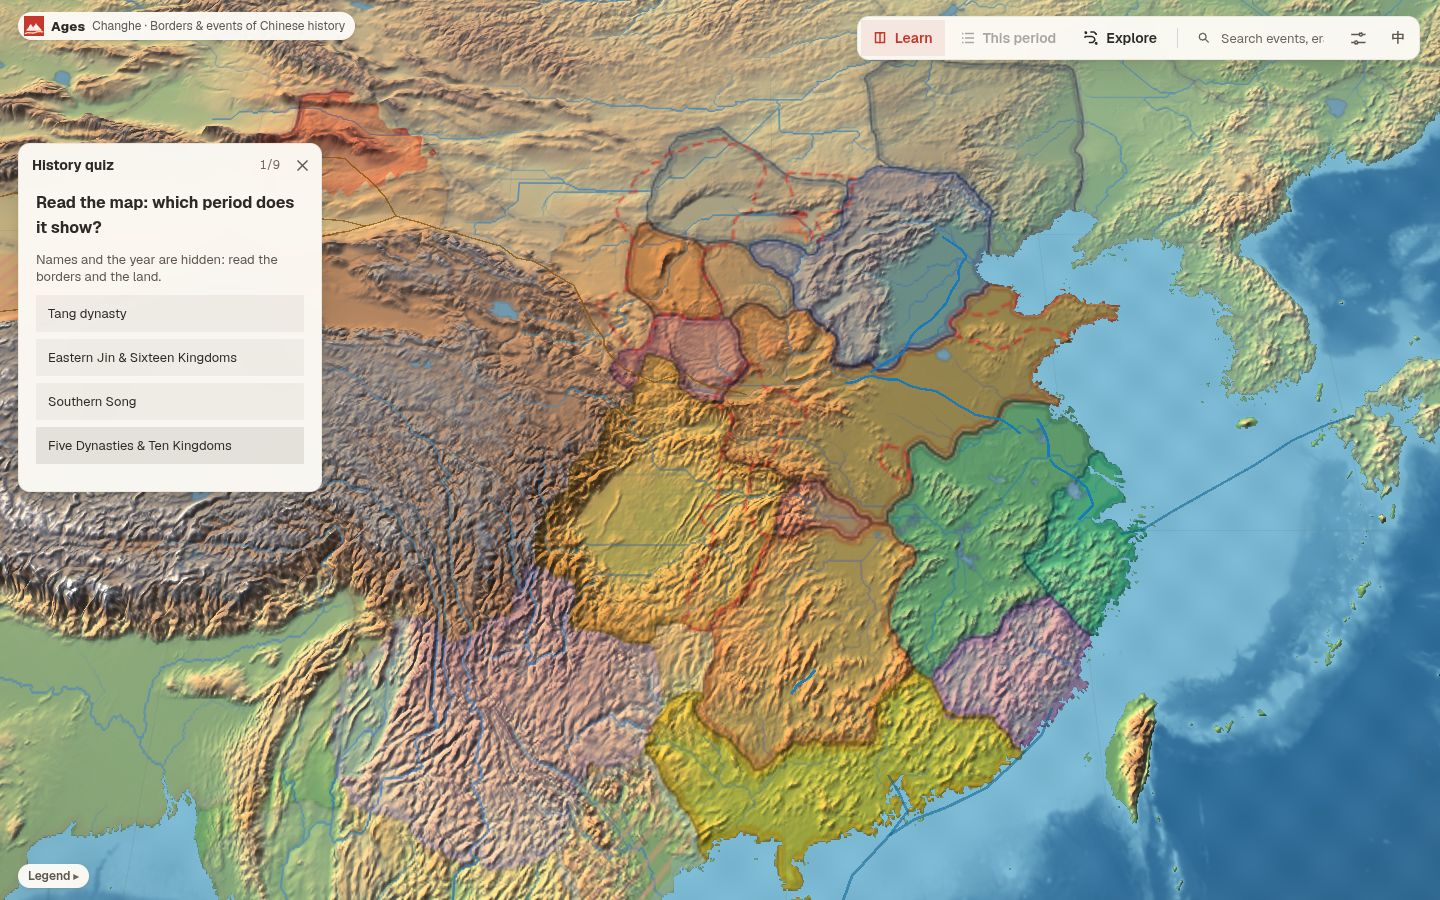 Ages Changhe · Borders & events of Chinese history
Learn
This period
Explore
Search events, er
中
History quiz
1/9
Read the map: which period does
it show?
Names and the year are hidden: read the
borders and the land.
Tang dynasty
Eastern Jin & Sixteen Kingdoms
Southern Song
Five Dynasties & Ten Kingdoms
Legend ▸